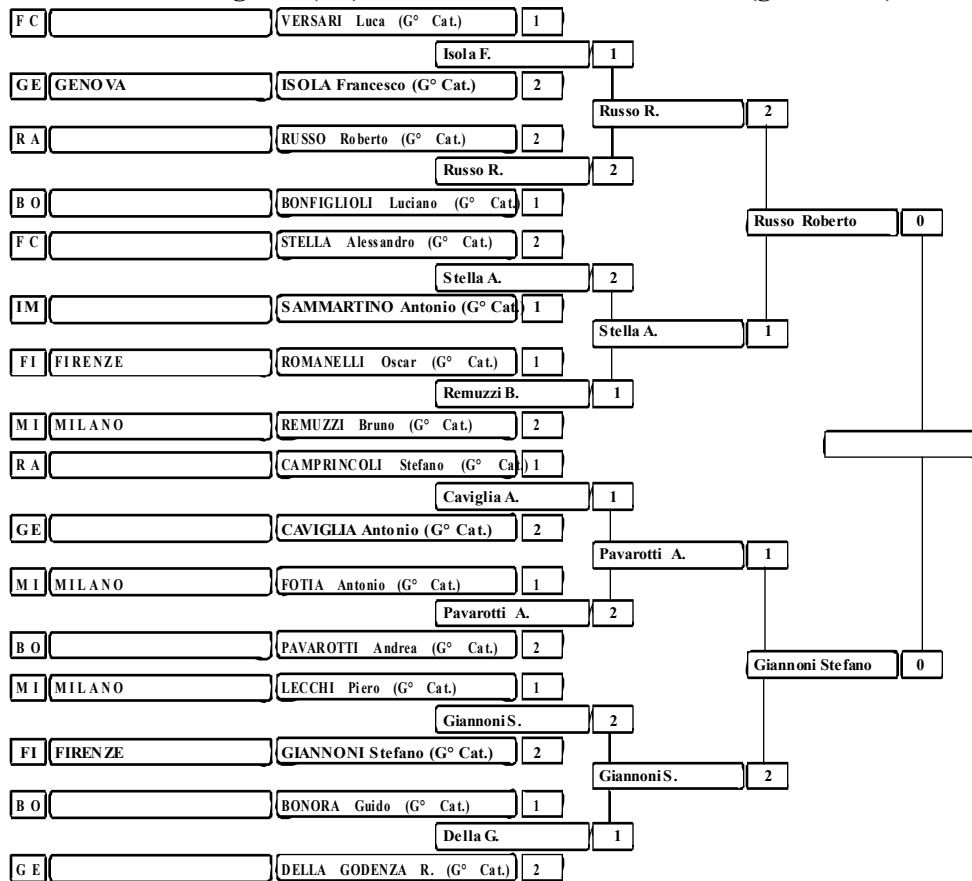 F C VERSARI Luca (G° Cat.) 1
Isola F. 1
GE GENOVA ISOLA Francesco (G° Cat.) 2
Russo R. 2
R A RUSSO Roberto (G° Cat.) 2
Russo R. 2
B O BONFIGLIOLI Luciano (G° Cat.) 1
Russo Roberto 0
F C STELLA Alessandro (G° Cat.) 2
Stella A. 2
IM SAMMARTINO Antonio (G° Cat.) 1
Stella A. 1
FI FIRENZE ROMANELLI Oscar (G° Cat.) 1
Remuzzi B. 1
M I MILANO REMUZZI Bruno (G° Cat.) 2
R A CAMPRINCOLI Stefano (G° Cat.) 1
Caviglia A. 1
GE CAVIGLIA Antonio (G° Cat.) 2
Pavarotti A. 1
M I MILANO FOTIA Antonio (G° Cat.) 1
Pavarotti A. 2
B O PAVAROTTI Andrea (G° Cat.) 2
Giannoni Stefano 0
M I MILANO LECCHI Piero (G° Cat.) 1
Giannoni S. 2
FI FIRENZE GIANNONI Stefano (G° Cat.) 2
Giannoni S. 2
B O BONORA Guido (G° Cat.) 1
Della G. 1
G E DELLA GODENZA R. (G° Cat.) 2